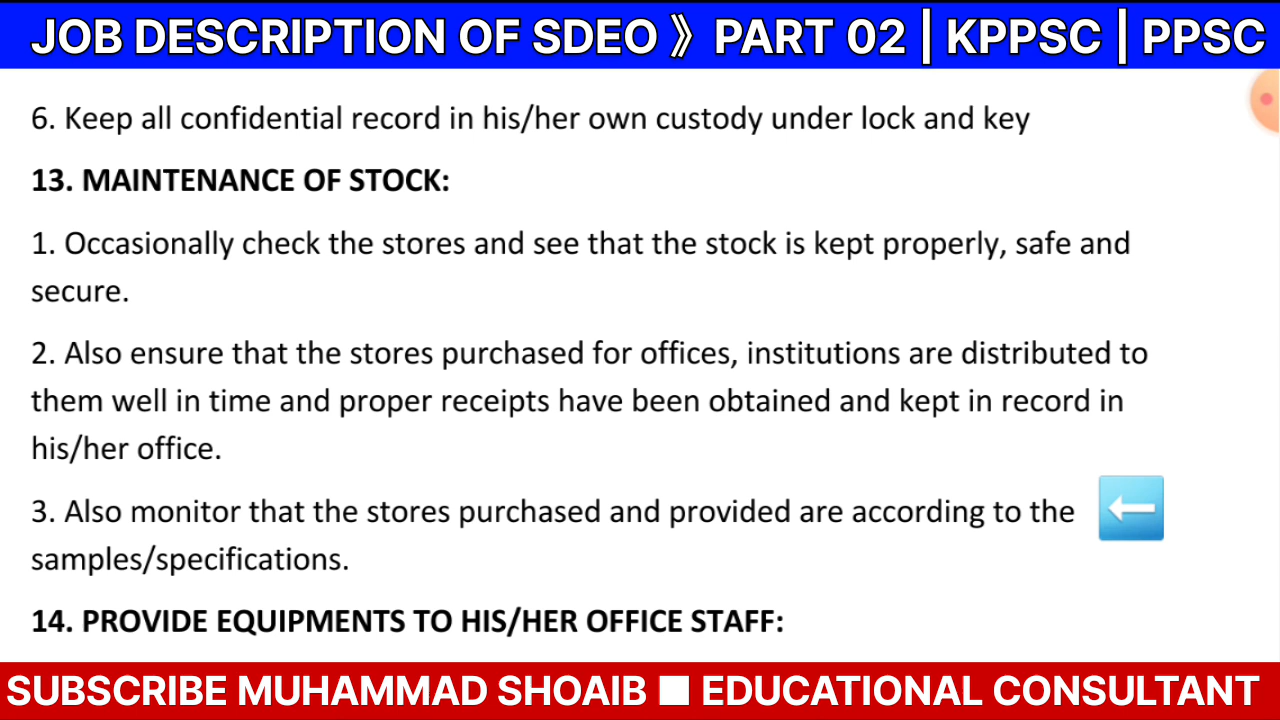 JOB DESCRIPTION OF SDEO 》 PART 02 | KPPSC | PPSC
6. Keep all confidential record in his/her own custody under lock and key
13. MAINTENANCE OF STOCK:
1. Occasionally check the stores and see that the stock is kept properly, safe and
secure.
2. Also ensure that the stores purchased for offices, institutions are distributed to
them well in time and proper receipts have been obtained and kept in record in
his/her office.
3. Also monitor that the stores purchased and provided are according to the
samples/specifications.
14. PROVIDE EQUIPMENTS TO HIS/HER OFFICE STAFF:
SUBSCRIBE MUHAMMAD SHOAIB ■ EDUCATIONAL CONSULTANT